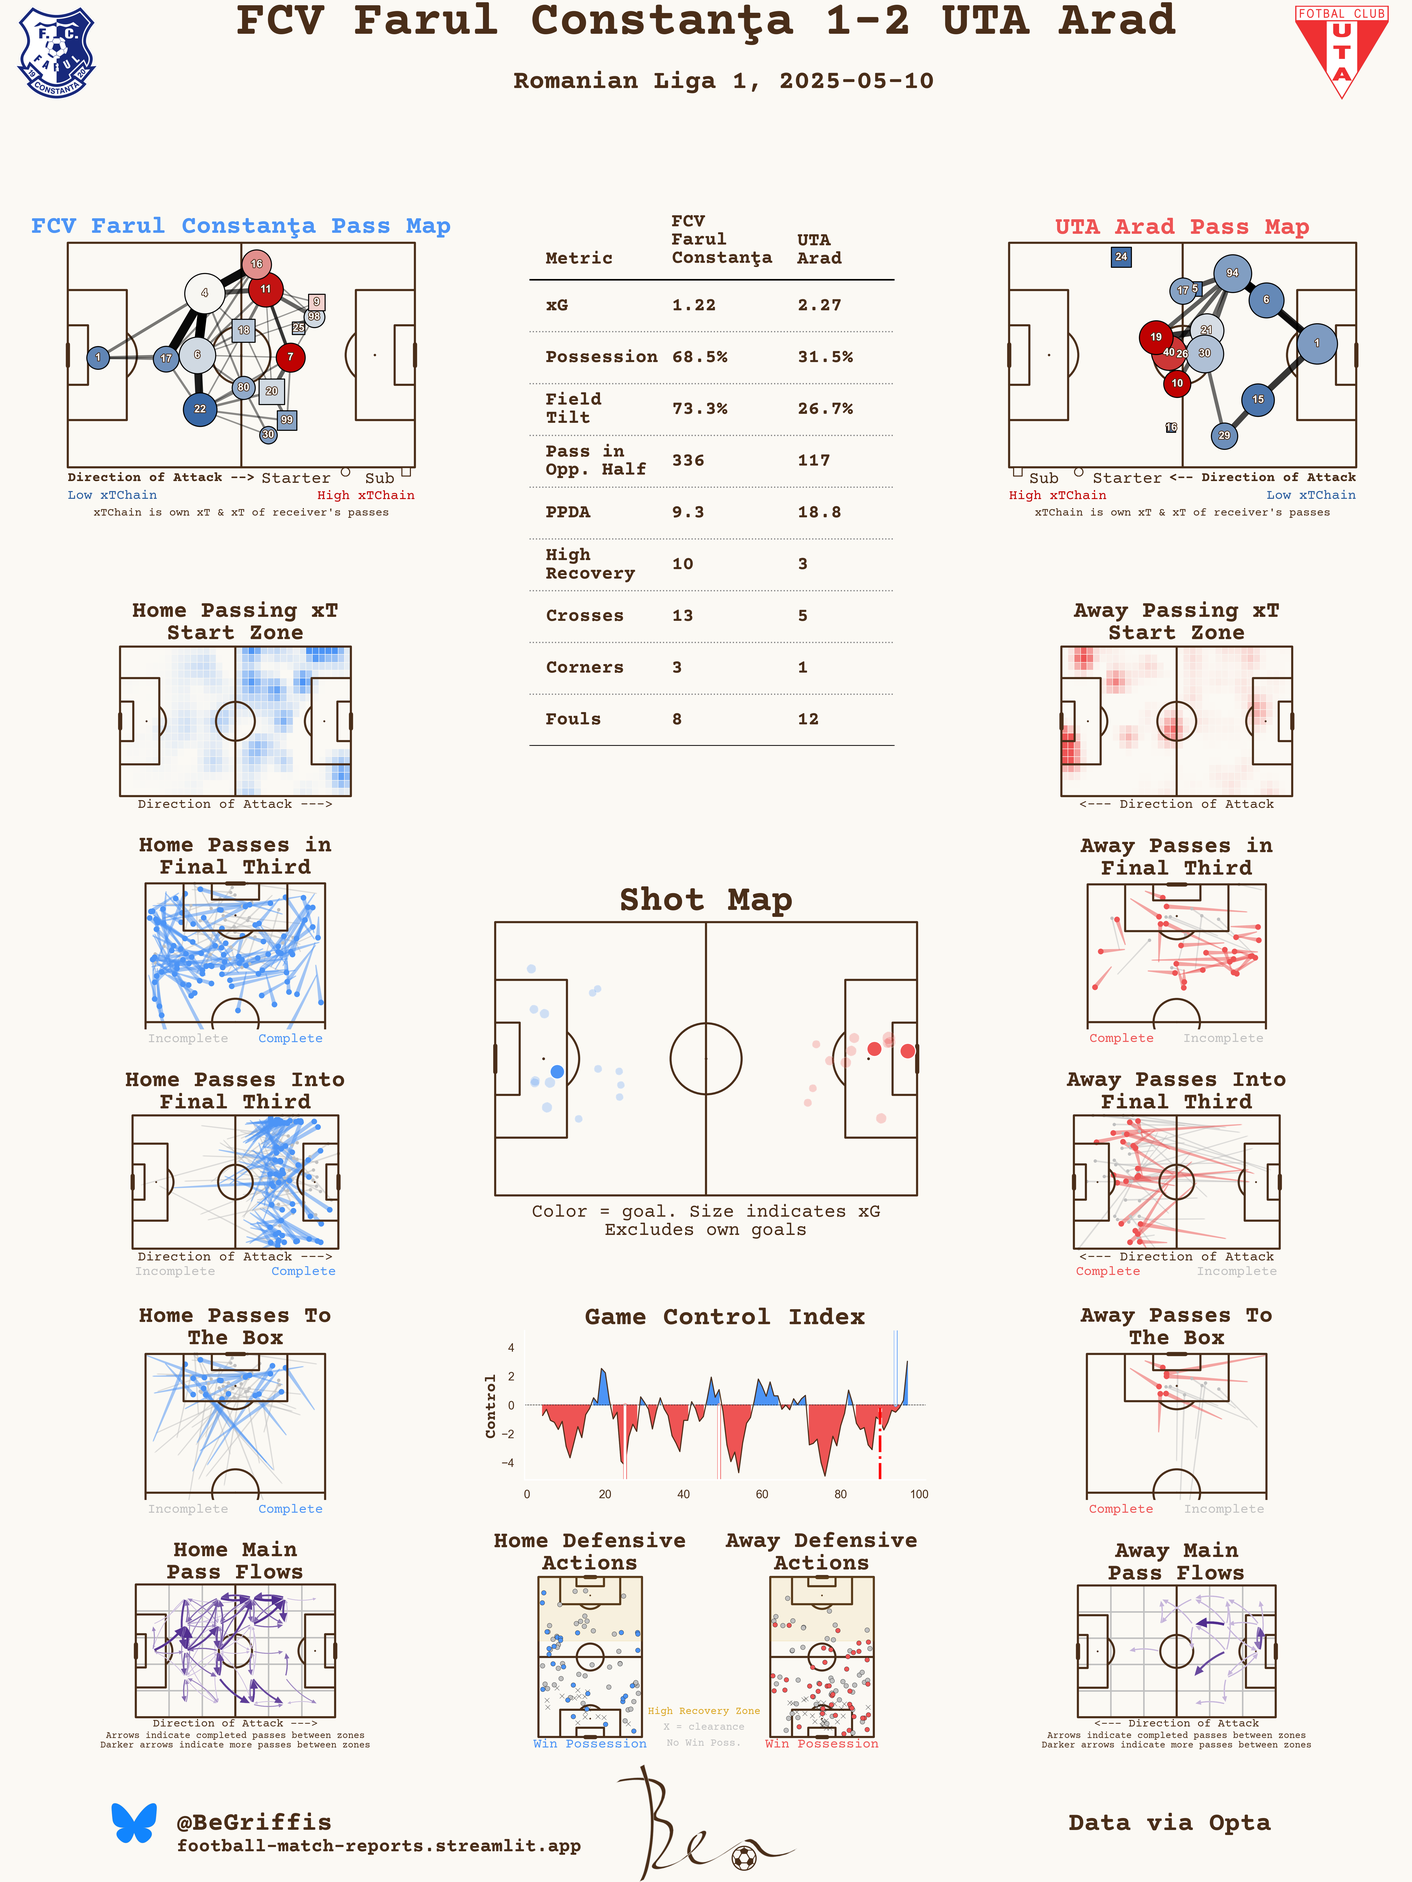 FCV Farul Constanţa 1-2 UTA Arad
Romanian Liga 1, 2025-05-10
F. C.
FARUL
19 20
CONSTANTA
FOTBAL CLUB
U
T
A
FCV Farul Constanţa Pass Map
16
4
11
9
98
25
18
1
17
6
7
80
20
22
99
30
Direction of Attack --> Starter Sub
Low xTChain High xTChain
xTChain is own xT & xT of receiver's passes
Metric FCV Farul Constanţa UTA Arad
xG 1.22 2.27
Possession 68.5% 31.5%
Field Tilt 73.3% 26.7%
Pass in Opp. Half 336 117
PPDA 9.3 18.8
High Recovery 10 3
Crosses 13 5
Corners 3 1
Fouls 8 12
UTA Arad Pass Map
24
94
17
5
6
19
21
1
40
26
30
10
15
16
29
Sub Starter <-- Direction of Attack
High xTChain Low xTChain
xTChain is own xT & xT of receiver's passes
Home Passing xT
Start Zone
Direction of Attack --->
Away Passing xT
Start Zone
<--- Direction of Attack
Home Passes in
Final Third
Incomplete Complete
Away Passes in
Final Third
Complete Incomplete
Shot Map
Color = goal. Size indicates xG
Excludes own goals
Home Passes Into
Final Third
Direction of Attack --->
Incomplete Complete
Away Passes Into
Final Third
<--- Direction of Attack
Complete Incomplete
Home Passes To
The Box
Incomplete Complete
Game Control Index
Control
4
2
0
−2
−4
0 20 40 60 80 100
Away Passes To
The Box
Complete Incomplete
Home Main
Pass Flows
Direction of Attack --->
Arrows indicate completed passes between zones
Darker arrows indicate more passes between zones
Home Defensive
Actions
Win Possession
High Recovery Zone
X = clearance
No Win Poss.
Away Defensive
Actions
Win Possession
Away Main
Pass Flows
<--- Direction of Attack
Arrows indicate completed passes between zones
Darker arrows indicate more passes between zones
@BeGriffis
football-match-reports.streamlit.app
Ben
Data via Opta